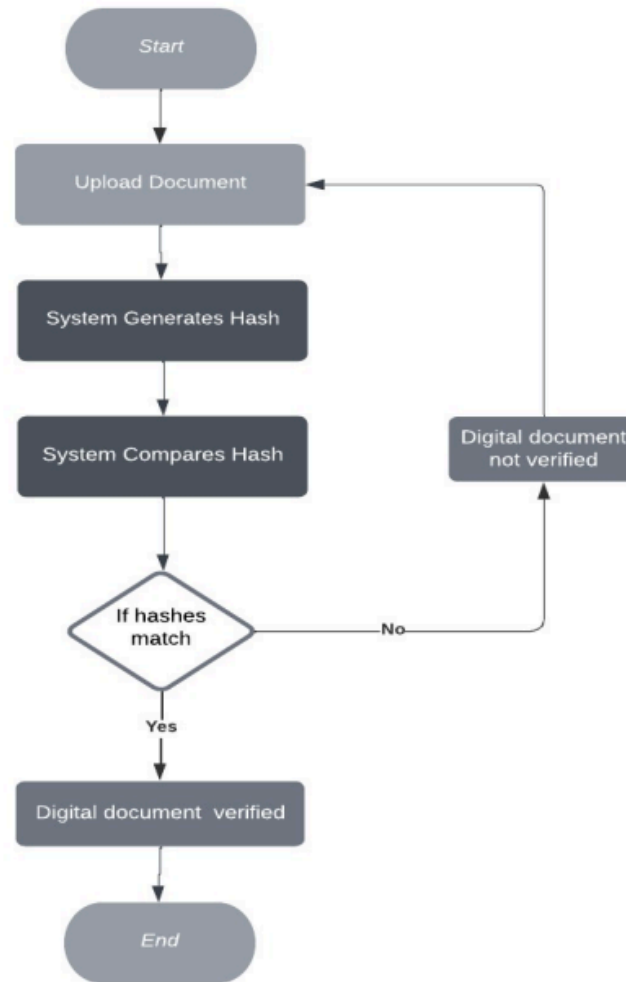 Start
Upload Document
System Generates Hash
System Compares Hash
Digital document
not verified
If hashes
match
No
Yes
Digital document  verified
End